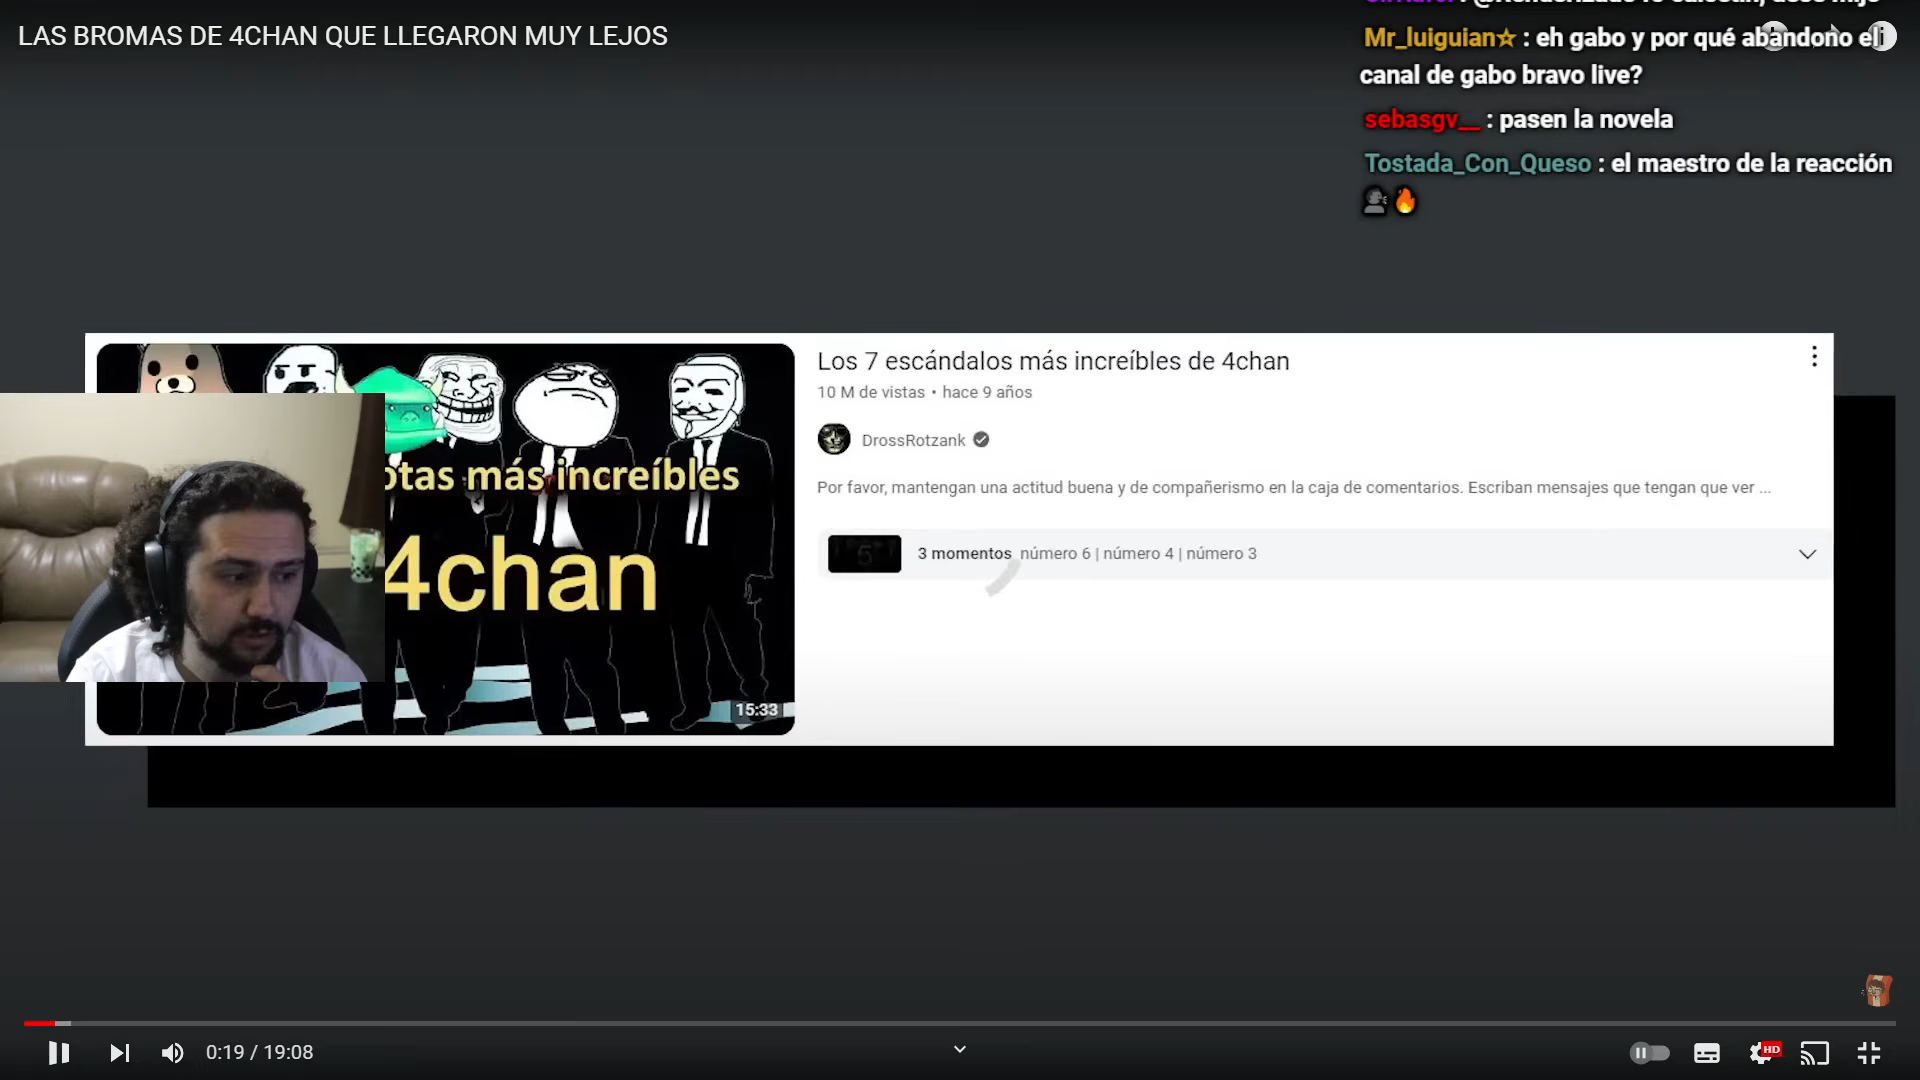 LAS BROMAS DE 4CHAN QUE LLEGARON MUY LEJOS
Mr_luiguian☆ : eh gabo y por qué abandono el
canal de gabo bravo live?
sebasgv__ : pasen la novela
Tostada_Con_Queso : el maestro de la reacción
Los 7 escándalos más increíbles de 4chan
10 M de vistas • hace 9 años
DrossRotzank
Por favor, mantengan una actitud buena y de compañerismo en la caja de comentarios. Escriban mensajes que tengan que ver ...
5
3 momentos número 6 | número 4 | número 3
más increíbles
4chan
15:33
0:19 / 19:08
HD